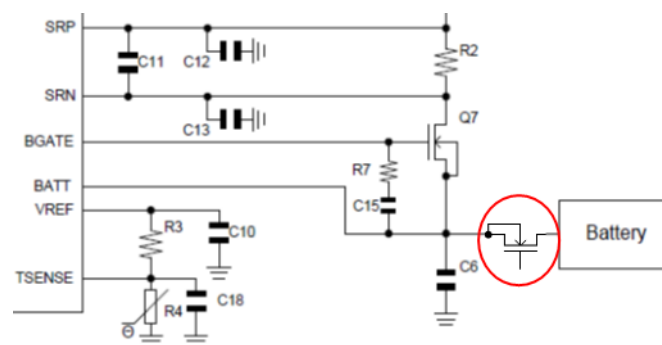 SRP
C11
C12
R2
SRN
C13
Q7
BGATE
R7
BATT
C15
VREF
R3
C10
Battery
TSENSE
C6
R4
C18
Θ